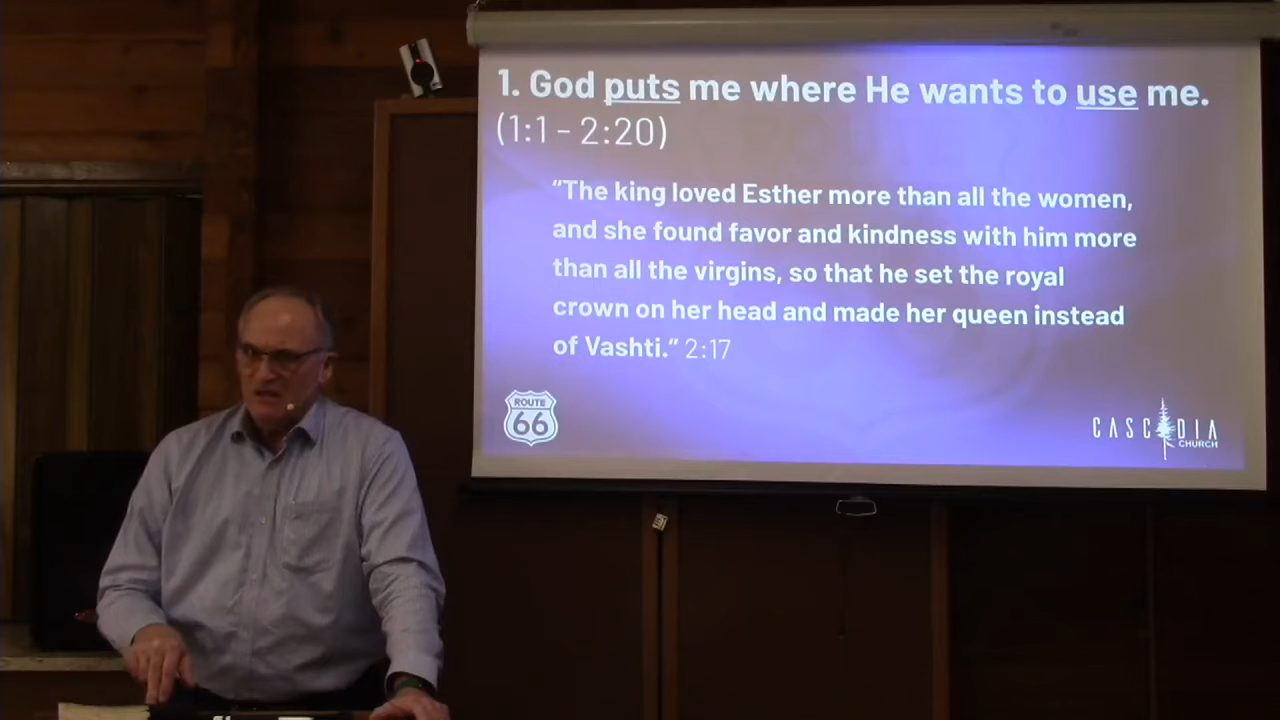 1. God puts me where He wants to use me.
(1:1 - 2:20)
“The king loved Esther more than all the women,
and she found favor and kindness with him more
than all the virgins, so that he set the royal
crown on her head and made her queen instead
of Vashti.” 2:17
ROUTE
66
CASCADIA
CHURCH